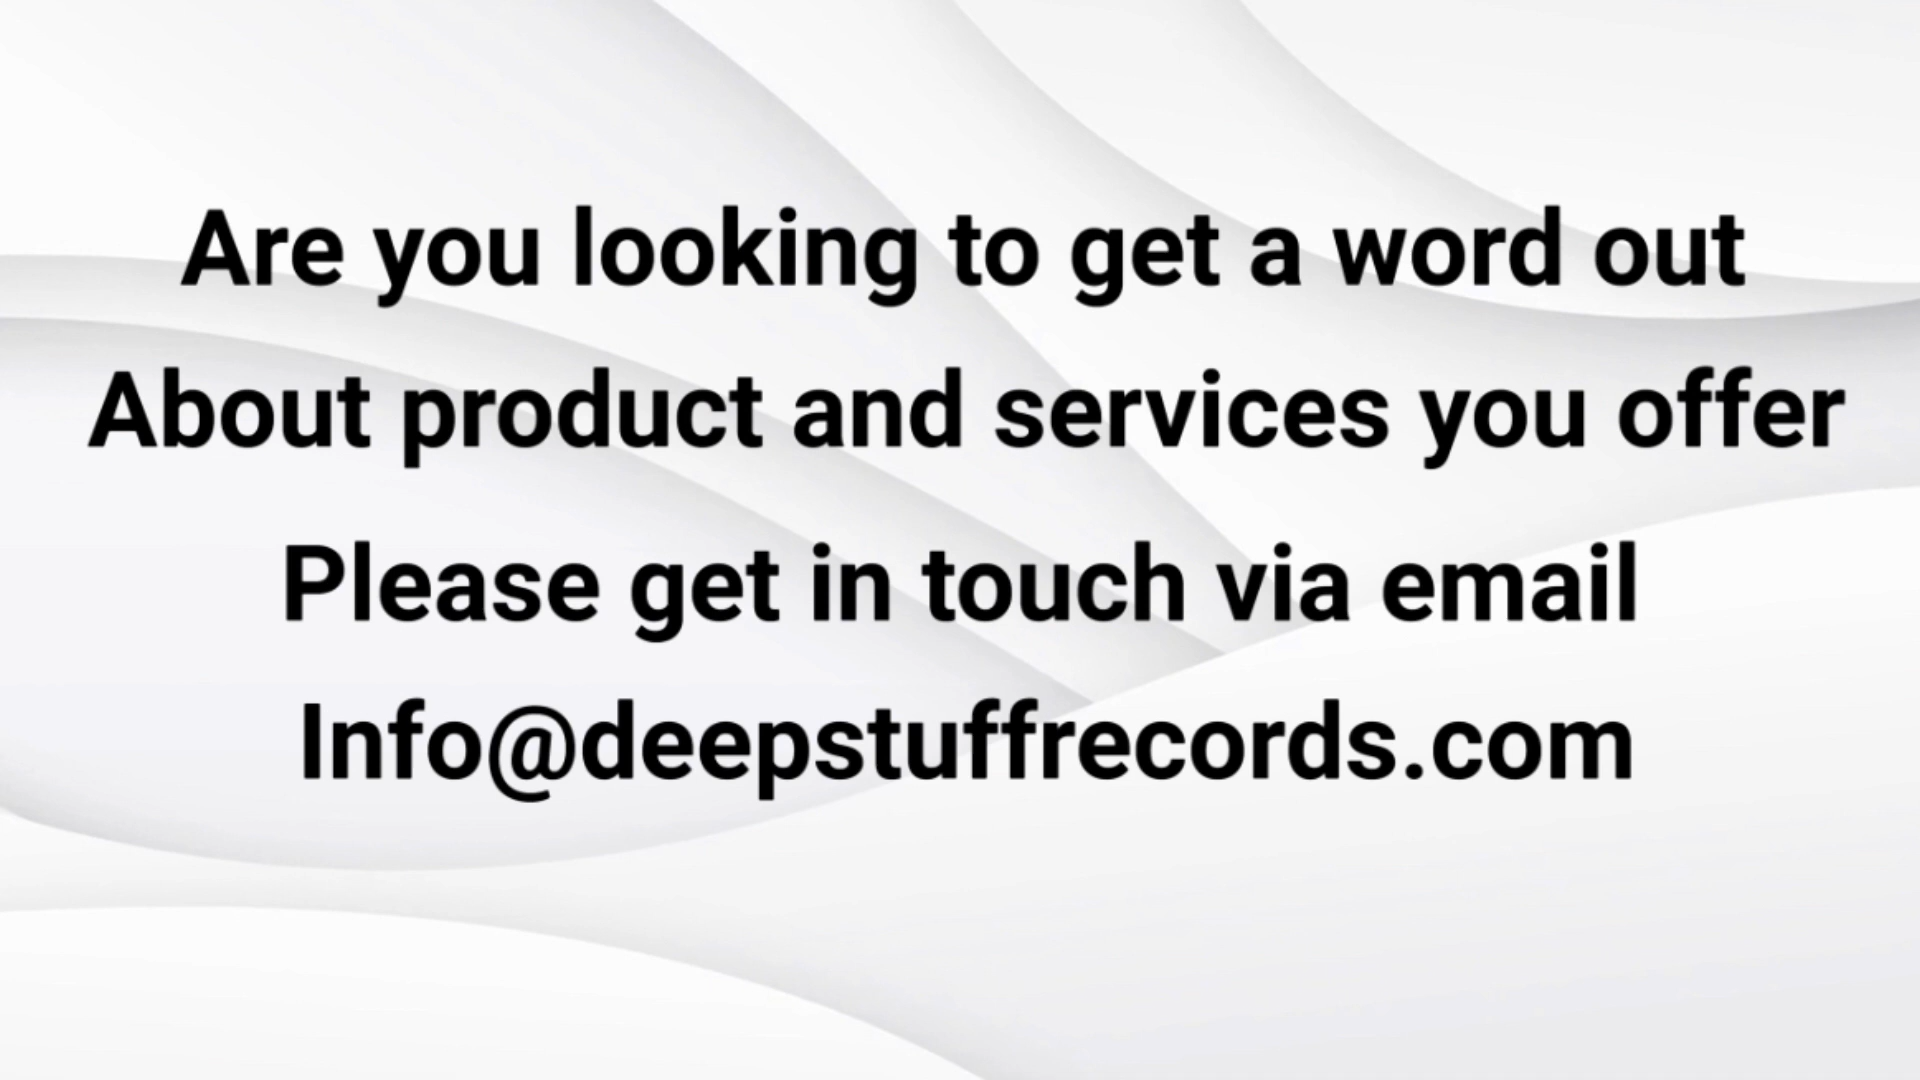 Are you looking to get a word out
About product and services you offer
Please get in touch via email
Info@deepstuffrecords.com